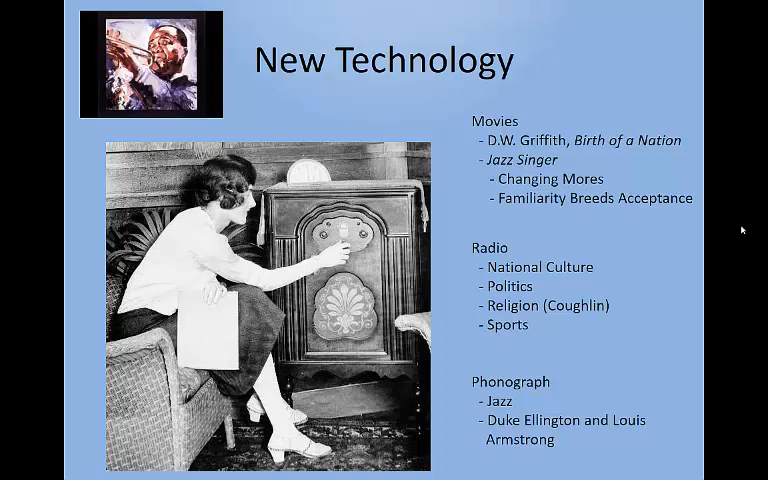 New Technology
Movies
- D.W. Griffith, Birth of a Nation
- Jazz Singer
- Changing Mores
- Familiarity Breeds Acceptance
Radio
- National Culture
- Politics
- Religion (Coughlin)
- Sports
Phonograph
- Jazz
- Duke Ellington and Louis
Armstrong